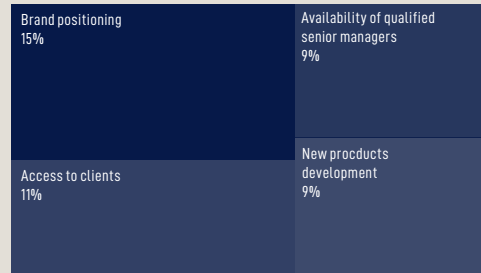 Brand positioning
15%
Access to clients
11%
Availability of qualified
senior managers
9%
New procducts
development
9%